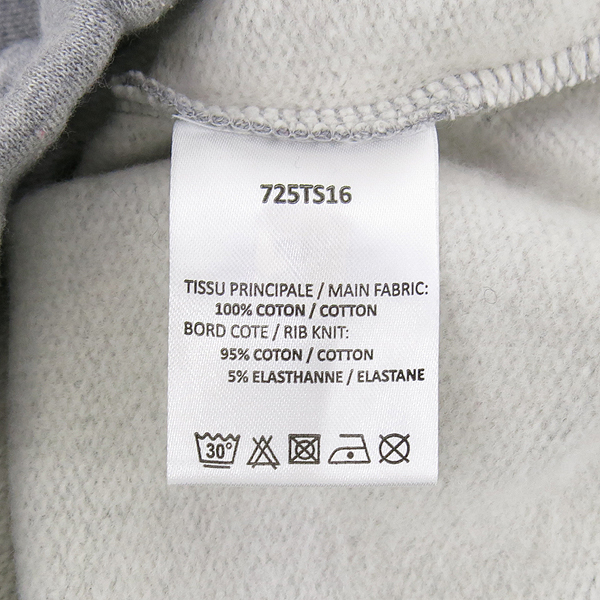 725TS16
TISSU PRINCIPALE / MAIN FABRIC:
100% COTON / COTTON
BORD COTE / RIB KNIT:
95% COTON / COTTON
5% ELASTHANNE / ELASTANE
30°